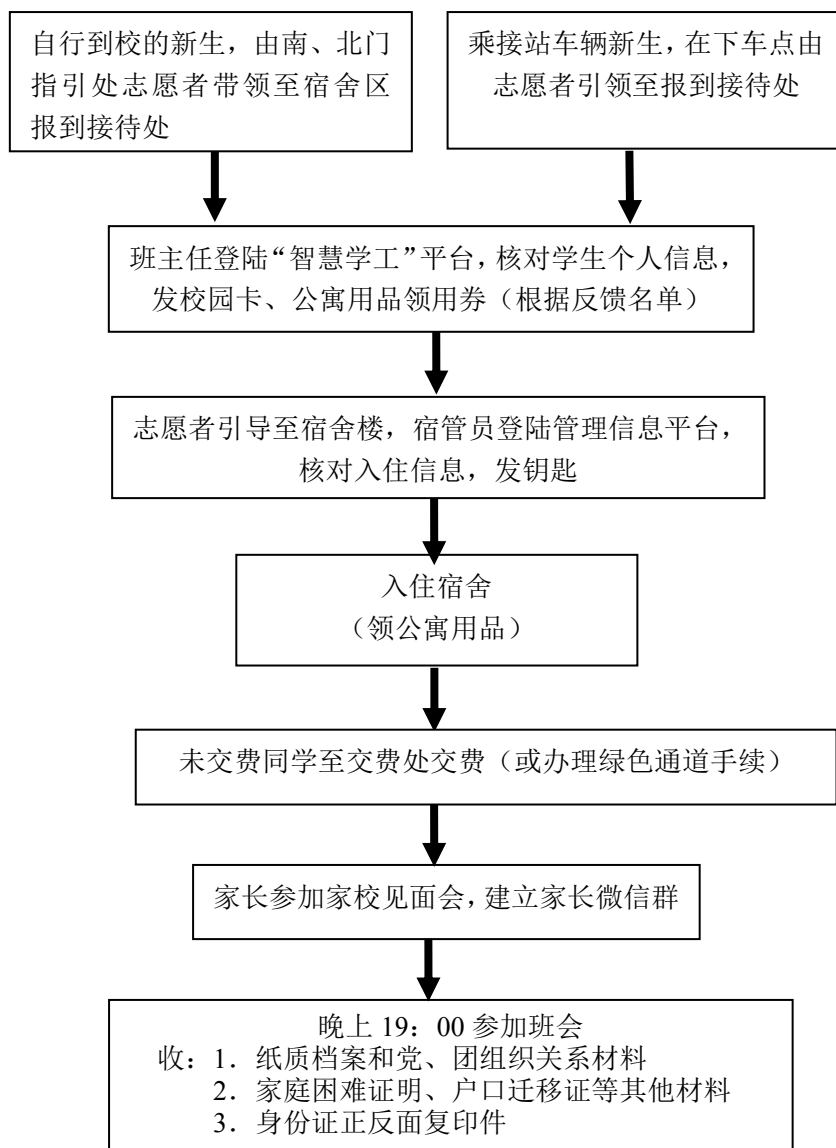 自行到校的新生，由南、北门
指引处志愿者带领至宿舍区
报到接待处
乘接站车辆新生，在下车点由
志愿者引领至报到接待处
班主任登陆“智慧学工”平台，核对学生个人信息，
发校园卡、公寓用品领用券（根据反馈名单）
志愿者引导至宿舍楼，宿管员登陆管理信息平台，
核对入住信息，发钥匙
入住宿舍
（领公寓用品）
未交费同学至交费处交费（或办理绿色通道手续）
家长参加家校见面会，建立家长微信群
晚上 19：00 参加班会
收：1．纸质档案和党、团组织关系材料
2．家庭困难证明、户口迁移证等其他材料
3．身份证正反面复印件